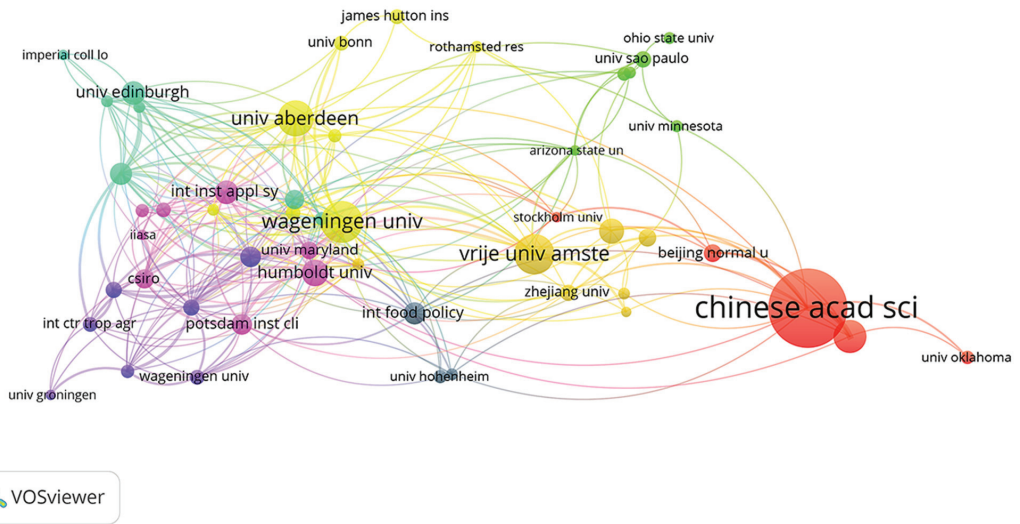 james hutton ins
univ bonn
rothamsted res
ohio state univ
imperial coll lo
univ sao paulo
univ edinburgh
univ aberdeen
univ minnesota
arizona state un
int inst appl sy
stockholm univ
wageningen univ
iiasa
univ maryland
vrije univ amste
beijing normal u
humboldt univ
csiro
zhejiang univ
chinese acad sci
int food policy
int ctr trop agr
potsdam inst cli
univ oklahoma
wageningen univ
univ hohenheim
univ groningen
VOSviewer